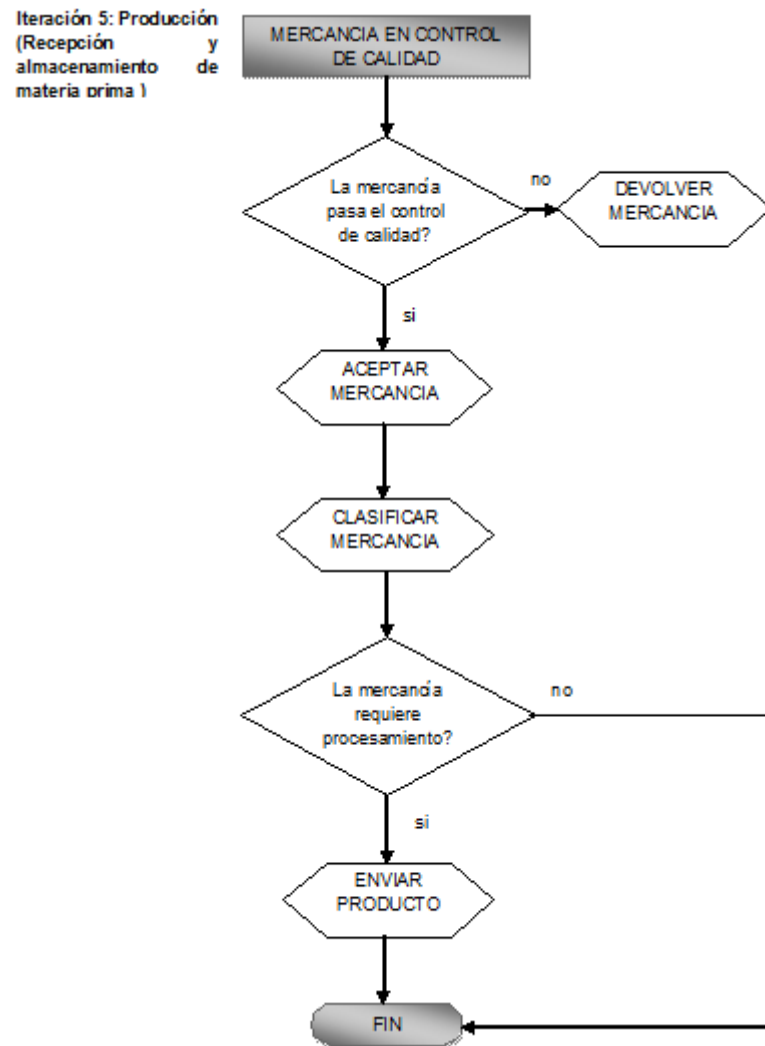 Iteración 5: Producción
(Recepción y
almacenamiento de
materia prima )
MERCANCIA EN CONTROL
DE CALIDAD
La mercancía
pasa el control
de calidad?
no
DEVOLVER
MERCANCIA
si
ACEPTAR
MERCANCIA
CLASIFICAR
MERCANCIA
La mercancía
requiere
procesamiento?
no
si
ENVIAR
PRODUCTO
FIN